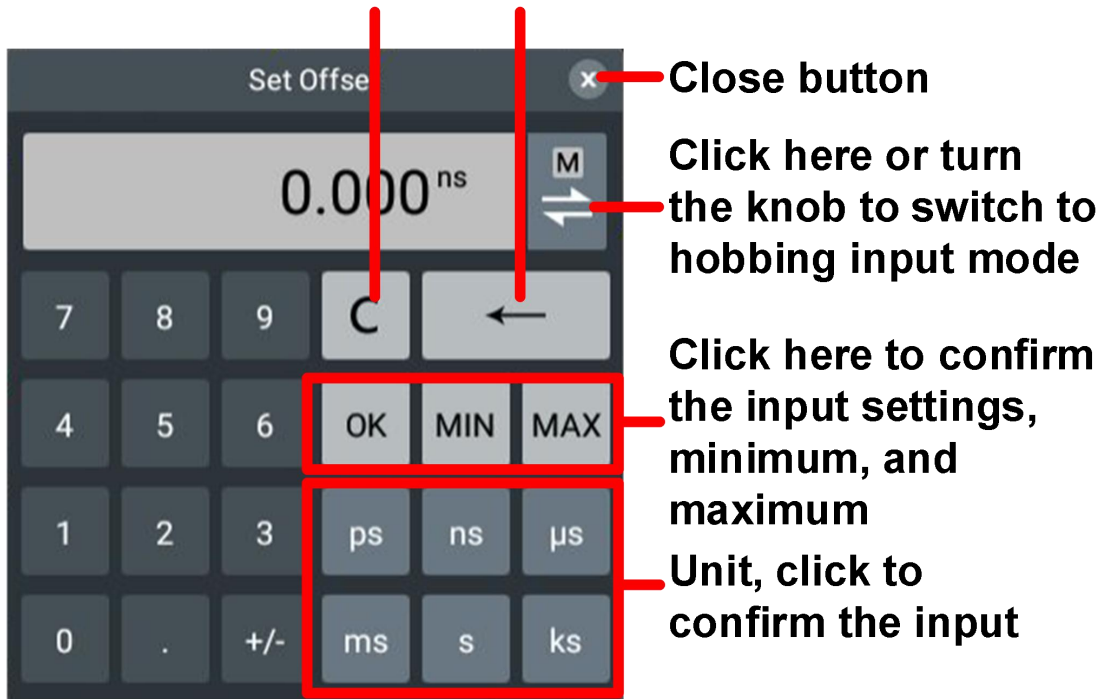 Set Offse
x
Close button
0.000 ns
M
Click here or turn
the knob to switch to
hobbing input mode
7 8 9 C ←
Click here to confirm
the input settings,
minimum, and
maximum
4 5 6 OK MIN MAX
1 2 3 ps ns µs
Unit, click to
confirm the input
0 . +/- ms s ks